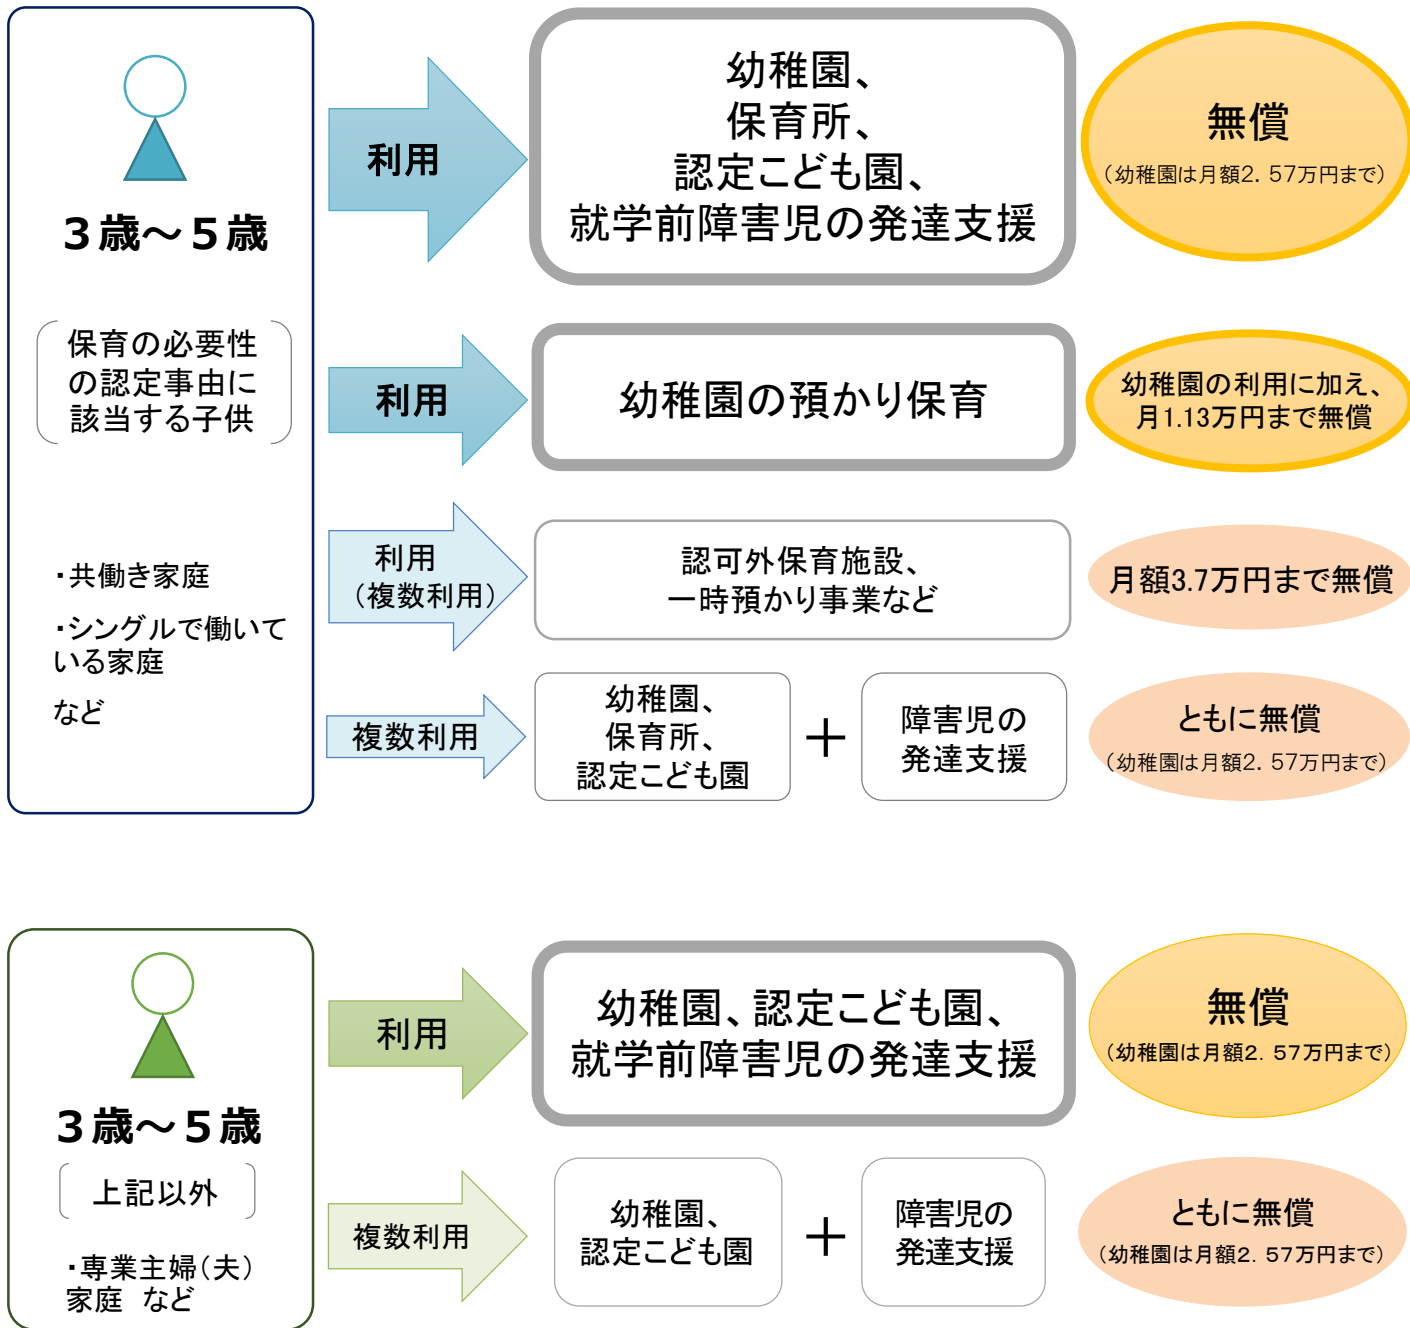 3歳～5歳
保育の必要性
の認定事由に
該当する子供
・共働き家庭
・シングルで働いて
いる家庭
など
利用
幼稚園、
保育所、
認定こども園、
就学前障害児の発達支援
無償
（幼稚園は月額2．57万円まで）
利用
幼稚園の預かり保育
幼稚園の利用に加え、
月1.13万円まで無償
利用
（複数利用）
認可外保育施設、
一時預かり事業など
月額3.7万円まで無償
複数利用
幼稚園、
保育所、
認定こども園
＋
障害児の
発達支援
ともに無償
（幼稚園は月額2．57万円まで）
3歳～5歳
上記以外
・専業主婦（夫）
家庭　など
利用
幼稚園、認定こども園、
就学前障害児の発達支援
無償
（幼稚園は月額2．57万円まで）
複数利用
幼稚園、
認定こども園
＋
障害児の
発達支援
ともに無償
（幼稚園は月額2．57万円まで）